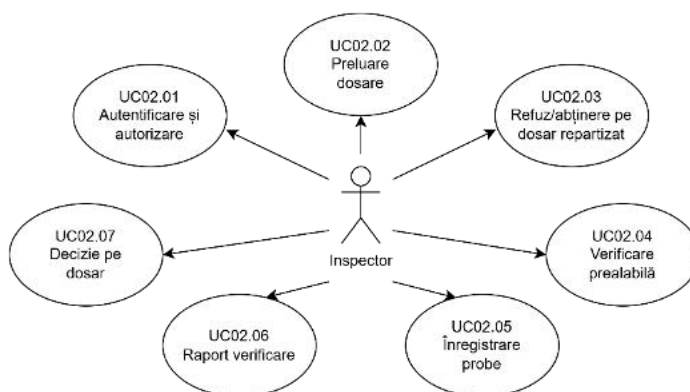 UC02.02
Preluare
dosare
UC02.01
Autentificare și
autorizare
UC02.03
Refuz/abținere pe
dosar repartizat
Inspector
UC02.07
Decizie pe
dosar
UC02.04
Verificare
prealabilă
UC02.06
Raport verificare
UC02.05
Înregistrare
probe